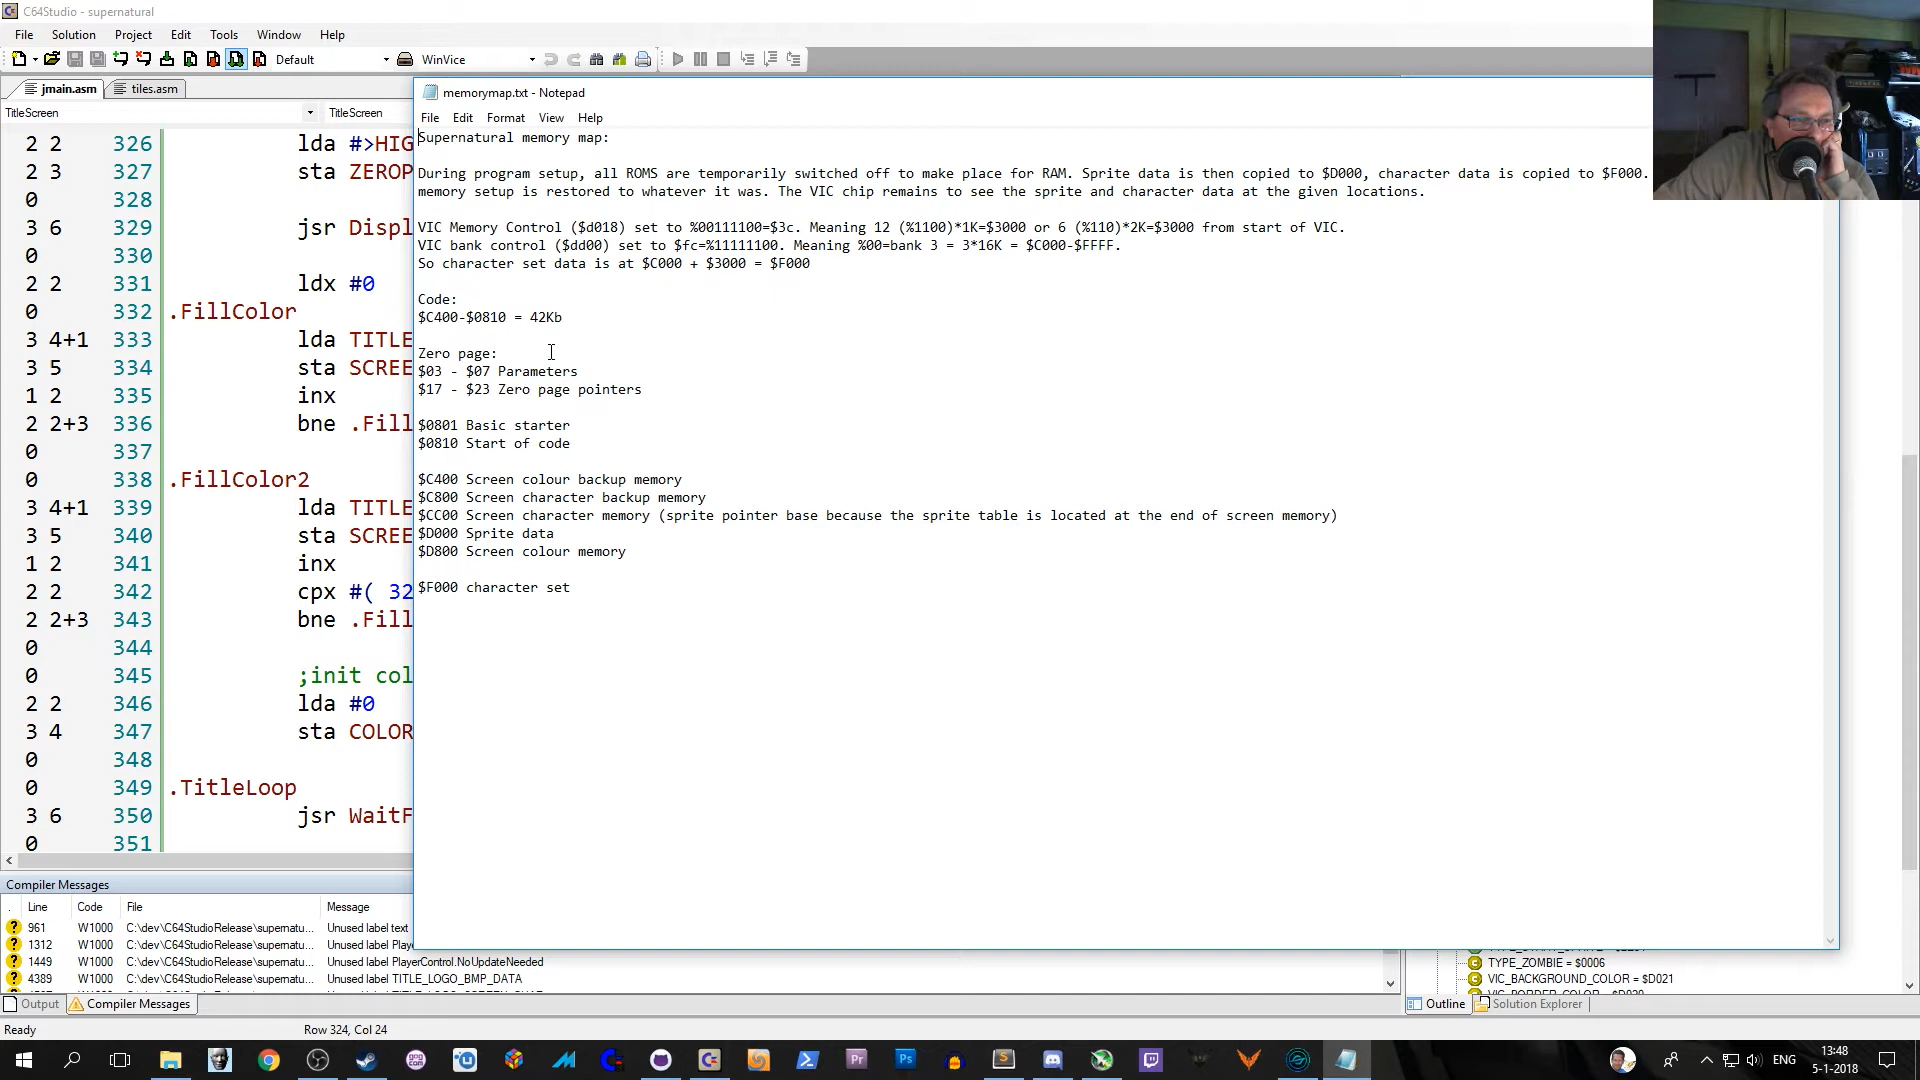 C64Studio - supernatural
File Solution Project Edit Tools Window Help
Default WinVice
jmain.asm tiles.asm
TitleScreen TitleScreen
memorymap.txt - Notepad
File Edit Format View Help
Supernatural memory map:
During program setup, all ROMS are temporarily switched off to make place for RAM. Sprite data is then copied to $D000, character data is copied to $F000.
memory setup is restored to whatever it was. The VIC chip remains to see the sprite and character data at the given locations.
VIC Memory Control ($d018) set to %00111100=$3c. Meaning 12 (%1100)*1K=$3000 or 6 (%110)*2K=$3000 from start of VIC.
VIC bank control ($dd00) set to $fc=%11111100. Meaning %00=bank 3 = 3*16K = $C000-$FFFF.
So character set data is at $C000 + $3000 = $F000
Code:
$C400-$0810 = 42Kb
Zero page:
$03 - $07 Parameters
$17 - $23 Zero page pointers
$0801 Basic starter
$0810 Start of code
$C400 Screen colour backup memory
$C800 Screen character backup memory
$CC00 Screen character memory (sprite pointer base because the sprite table is located at the end of screen memory)
$D000 Sprite data
$D800 Screen colour memory
$F000 character set
2 2 326 lda #>HIG
2 3 327 sta ZEROP
0 328
3 6 329 jsr Displ
0 330
2 2 331 ldx #0
0 332 .FillColor
3 4+1 333 lda TITLE
3 5 334 sta SCREE
1 2 335 inx
2 2+3 336 bne .Fill
0 337
0 338 .FillColor2
3 4+1 339 lda TITLE
3 5 340 sta SCREE
1 2 341 inx
2 2 342 cpx #( 32
2 2+3 343 bne .Fill
0 344
0 345 ;init col
2 2 346 lda #0
3 4 347 sta COLOR
0 348
0 349 .TitleLoop
3 6 350 jsr WaitF
0 351
Compiler Messages
. Line Code File Message
961 W1000 C:\dev\C64StudioRelease\supernatu... Unused label text
1312 W1000 C:\dev\C64StudioRelease\supernatu... Unused label Playe
1449 W1000 C:\dev\C64StudioRelease\supernatu... Unused label PlayerControl.NoUpdateNeeded
4389 W1000 C:\dev\C64StudioRelease\supernatu... Unused label TITLE_LOGO_BMP_DATA
TYPE_ZOMBIE = $0006
VIC_BACKGROUND_COLOR = $D021
VIC_BORDER_COLOR = $D020
Output Compiler Messages
Outline Solution Explorer
Ready Row 324, Col 24
ENG
13:48
5-1-2018